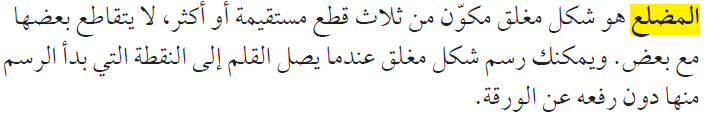 المضلع هو شكل مغلق مكوّن من ثلاث قطع مستقيمة أو أكثر، لا يتقاطع بعضها
مع بعض. ويمكنك رسم شكل مغلق عندما يصل القلم إلى النقطة التي بدأ الرسم
منها دون رفعه عن الورقة.